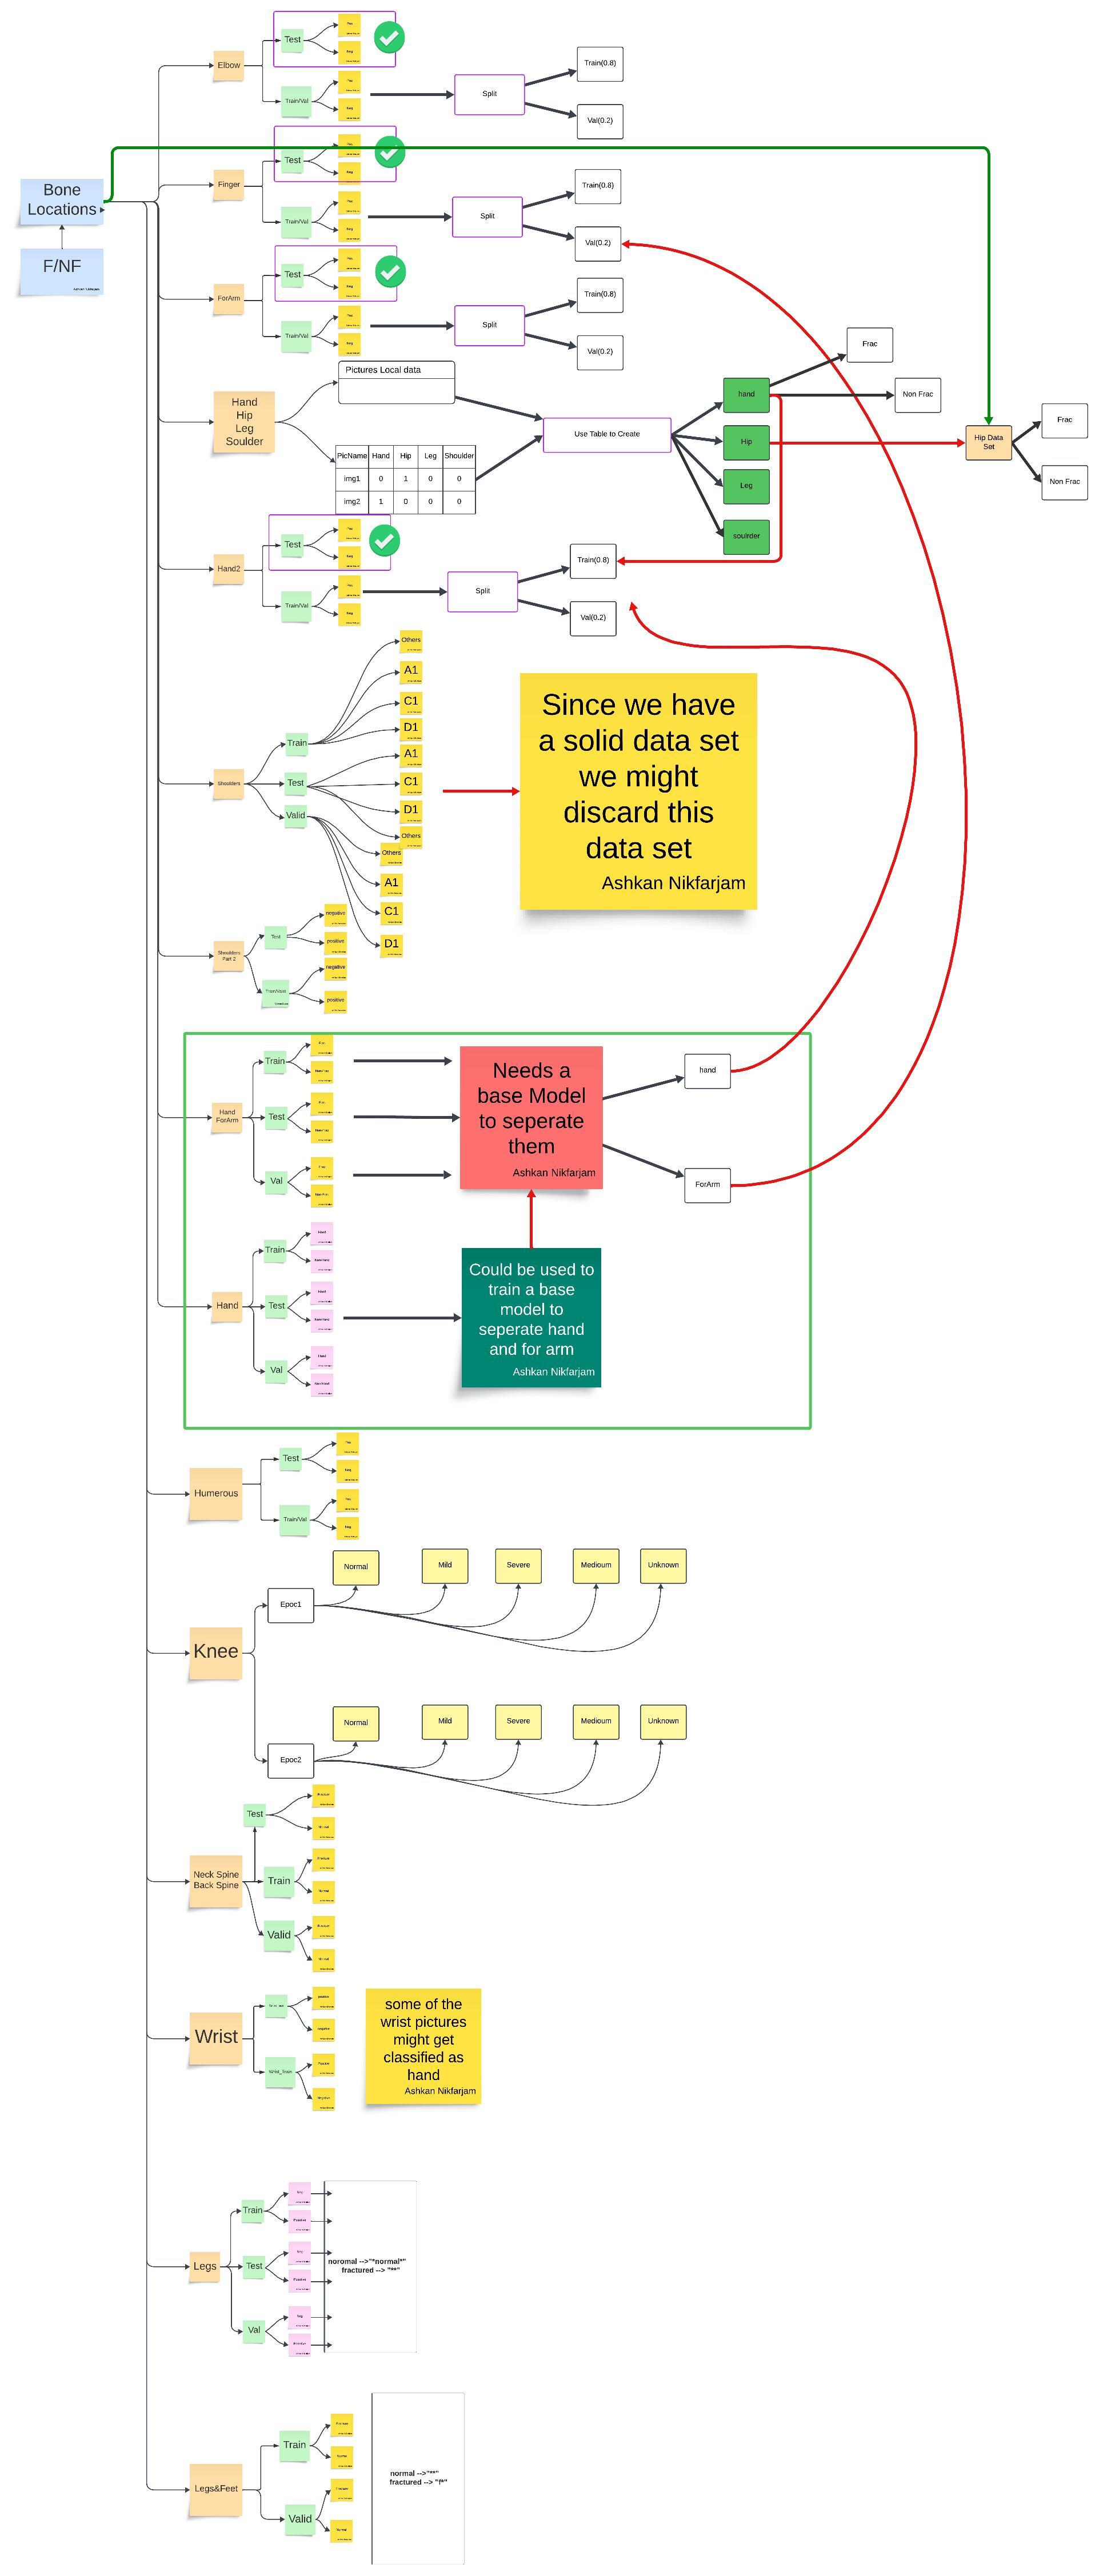 Elbow
Test
Train/Val
Split
Train(0.8)
Val(0.2)
Bone
Locations
F/NF
Ashkan Nikfarjam
Finger
Test
Train/Val
Split
Train(0.8)
Val(0.2)
ForArm
Test
Train/Val
Split
Train(0.8)
Val(0.2)
Hand
Hip
Leg
Soulder
Pictures Local data
PicName Hand Hip Leg Shoulder
img1 0 1 0 0
img2 1 0 0 0
Use Table to Create
hand
Hip
Leg
soulrder
Frac
Non Frac
Hip Data
Set
Frac
Non Frac
Hand2
Test
Train/Val
Split
Train(0.8)
Val(0.2)
Shoulders
Train
Test
Valid
Others
A1
C1
D1
A1
C1
D1
Others
Others
A1
C1
D1
Since we have
a solid data set
we might
discard this
data set
Ashkan Nikfarjam
Shoulders
Part 2
Test
negative
positive
negative
positive
Hand
ForArm
Train
Test
Val
Needs a
base Model
to seperate
them
Ashkan Nikfarjam
hand
ForArm
Hand
Train
Test
Val
Could be used to
train a base
model to
seperate hand
and for arm
Ashkan Nikfarjam
Humerous
Test
Train/Val
Knee
Epoc1
Normal
Mild
Severe
Medioum
Unknown
Epoc2
Normal
Mild
Severe
Medioum
Unknown
Neck Spine
Back Spine
Test
Train
Valid
Wrist
some of the
wrist pictures
might get
classified as
hand
Ashkan Nikfarjam
Legs
Train
Test
Val
noromal -->"*normal*"
fractured --> "**"
Legs&Feet
Train
Valid
normal -->"**"
fractured --> "f*"